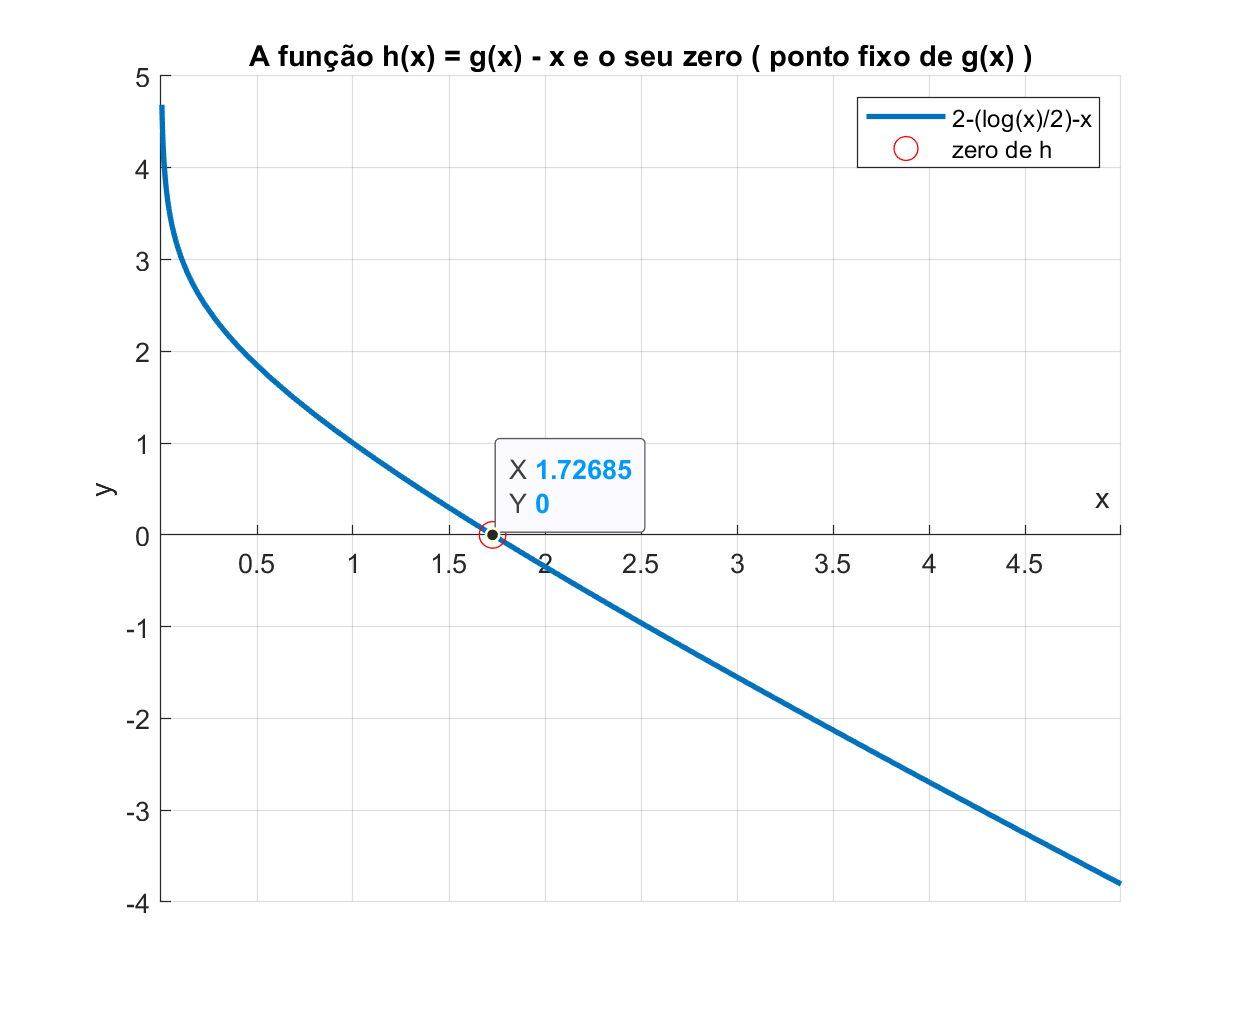 A função h(x) = g(x) - x e o seu zero ( ponto fixo de g(x) )
5
2-(log(x)/2)-x
zero de h
4
3
2
1
X 1.72685
Y 0
y
x
0
0.5
1
1.5
2
2.5
3
3.5
4
4.5
-1
-2
-3
-4